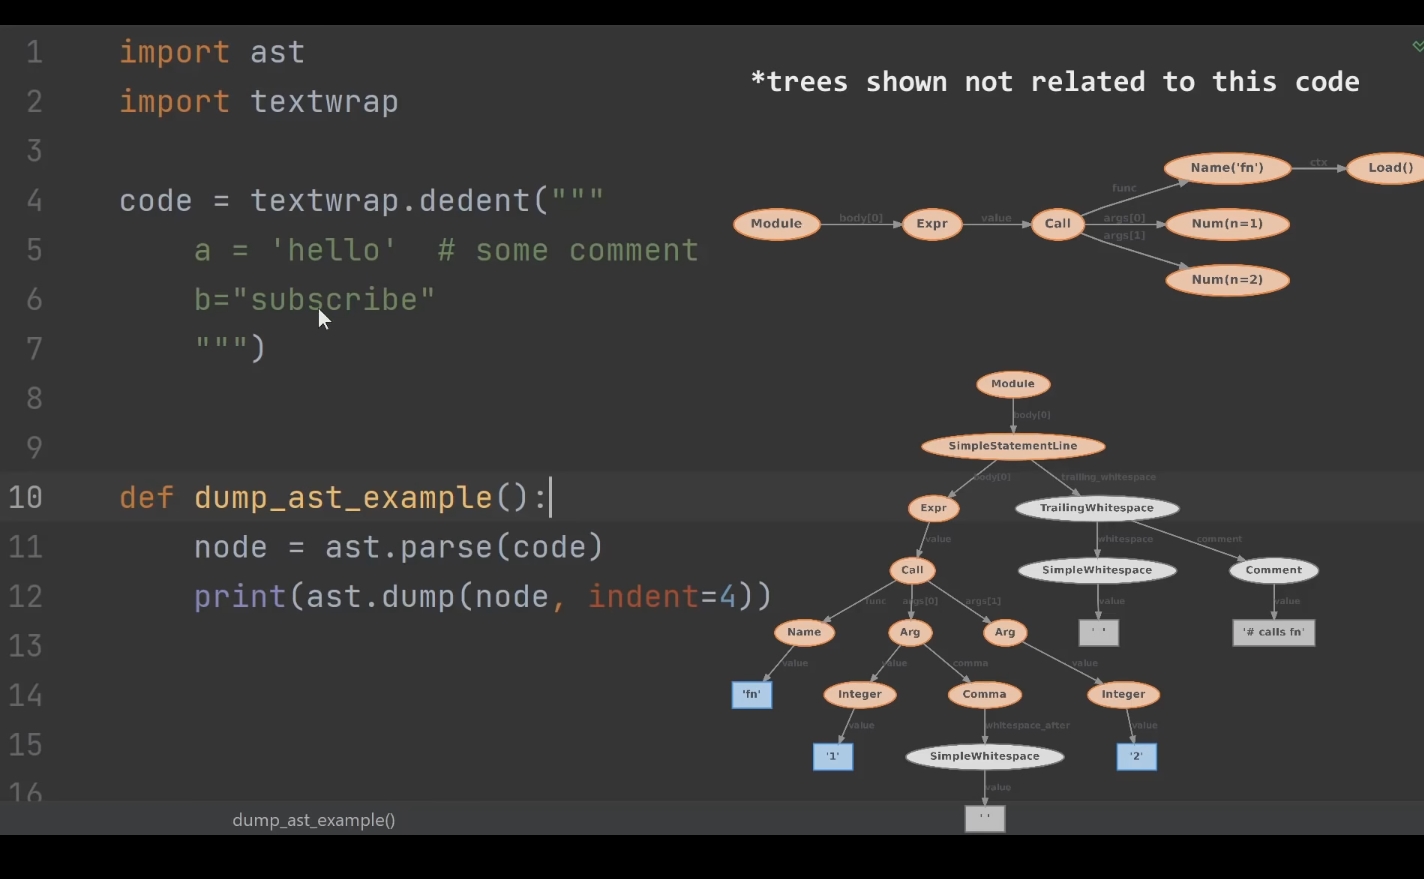 1 import ast
2 import textwrap
3
4 code = textwrap.dedent("""
5 a = 'hello'  # some comment
6 b="subscribe"
7 """)
8
9
10 def dump_ast_example():
11 node = ast.parse(code)
12 print(ast.dump(node, indent=4))
13
14
15
16
dump_ast_example()
*trees shown not related to this code
Name('fn') ctx Load()
func
Module body[0] Expr value Call args[0] Num(n=1)
args[1]
Num(n=2)
Module
body[0]
SimpleStatementLine
body[0] trailing_whitespace
Expr TrailingWhitespace
value whitespace comment
Call SimpleWhitespace Comment
func args[0] args[1] value value
Name Arg Arg ' ' '# calls fn'
value value comma value
'fn' Integer Comma Integer
value whitespace_after value
'1' SimpleWhitespace '2'
value
' '